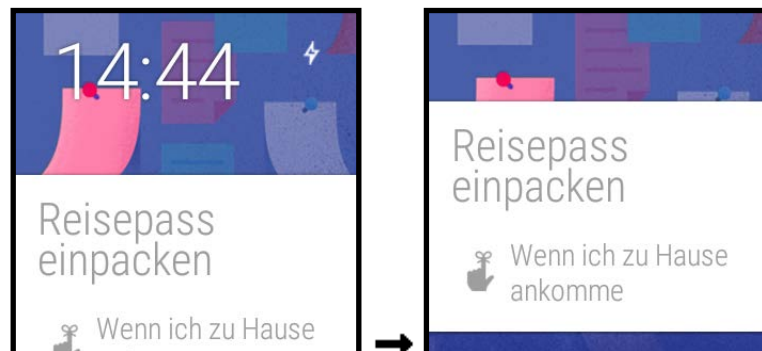 14:44
Reisepass
einpacken
Wenn ich zu Hause
Reisepass
einpacken
Wenn ich zu Hause
ankomme